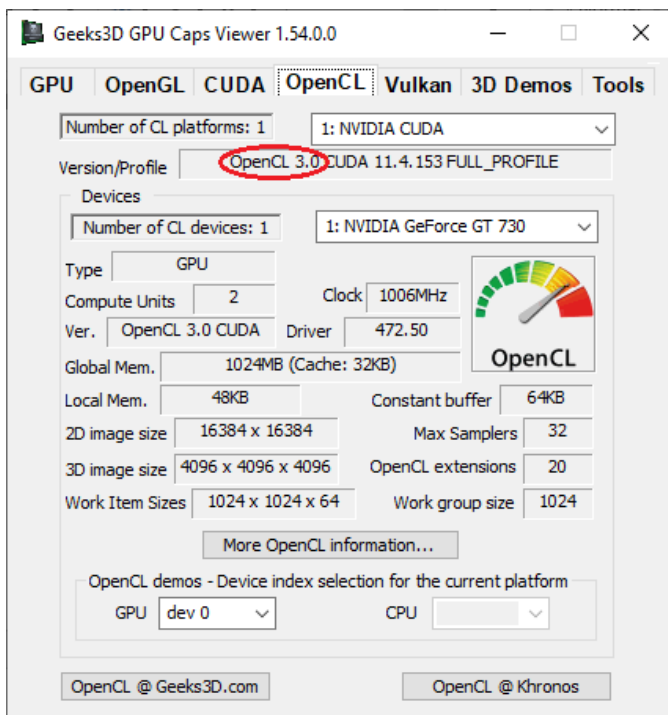 Geeks3D GPU Caps Viewer 1.54.0.0
GPU OpenGL CUDA OpenCL Vulkan 3D Demos Tools
Number of CL platforms: 1 1: NVIDIA CUDA
Version/Profile OpenCL 3.0 CUDA 11.4.153 FULL_PROFILE
Devices
Number of CL devices: 1 1: NVIDIA GeForce GT 730
Type GPU
Compute Units 2 Clock 1006MHz
Ver. OpenCL 3.0 CUDA Driver 472.50
OpenCL
Global Mem. 1024MB (Cache: 32KB)
Local Mem. 48KB Constant buffer 64KB
2D image size 16384 x 16384 Max Samplers 32
3D image size 4096 x 4096 x 4096 OpenCL extensions 20
Work Item Sizes 1024 x 1024 x 64 Work group size 1024
More OpenCL information...
OpenCL demos - Device index selection for the current platform
GPU dev 0 CPU
OpenCL @ Geeks3D.com OpenCL @ Khronos